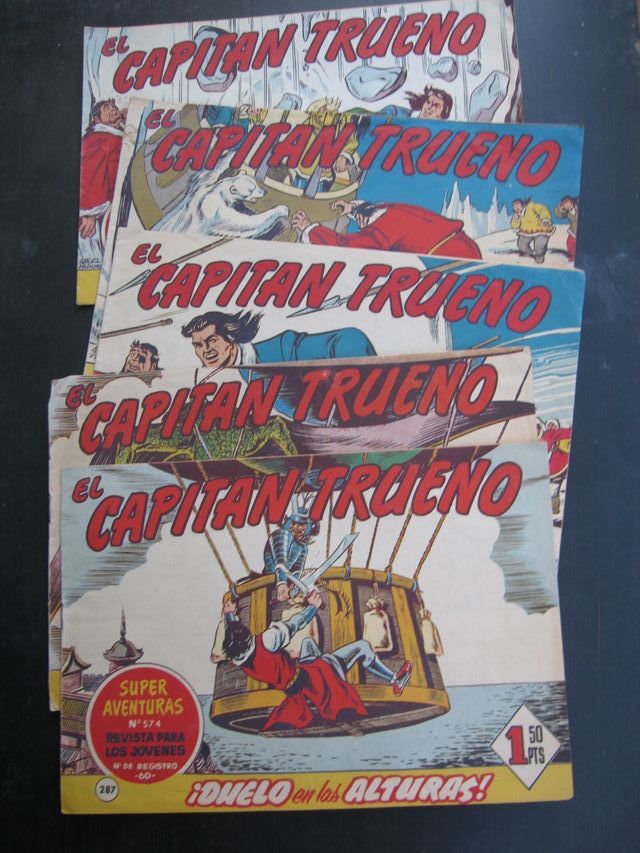 EL
CAPITAN TRUENO
EL
CAPITAN TRUENO
EL
CAPITAN TRUENO
EL
CAPITAN TRUENO
EL
CAPITAN TRUENO
SUPER
AVENTURAS
Nº 574
REVISTA PARA
LOS JOVENES
Nº DE REGISTRO
-60-
1 50
PTS
287
¡DUELO en las ALTURAS!